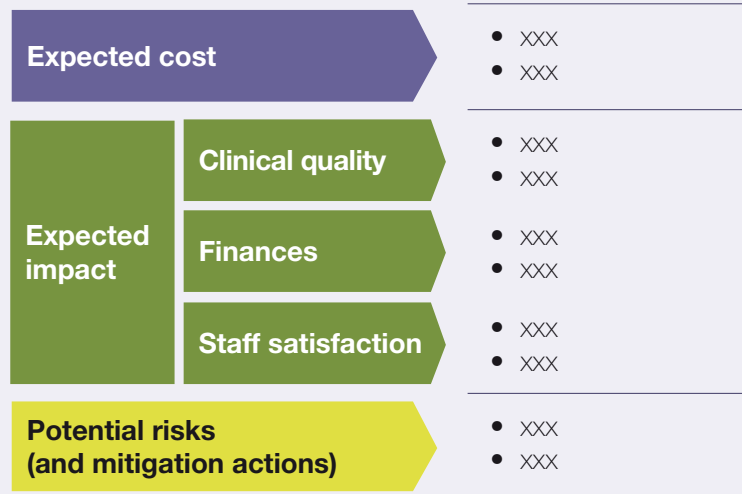 Expected cost
• XXX
• XXX
Expected
impact
Clinical quality
• XXX
• XXX
Finances
• XXX
• XXX
Staff satisfaction
• XXX
• XXX
Potential risks
(and mitigation actions)
• XXX
• XXX